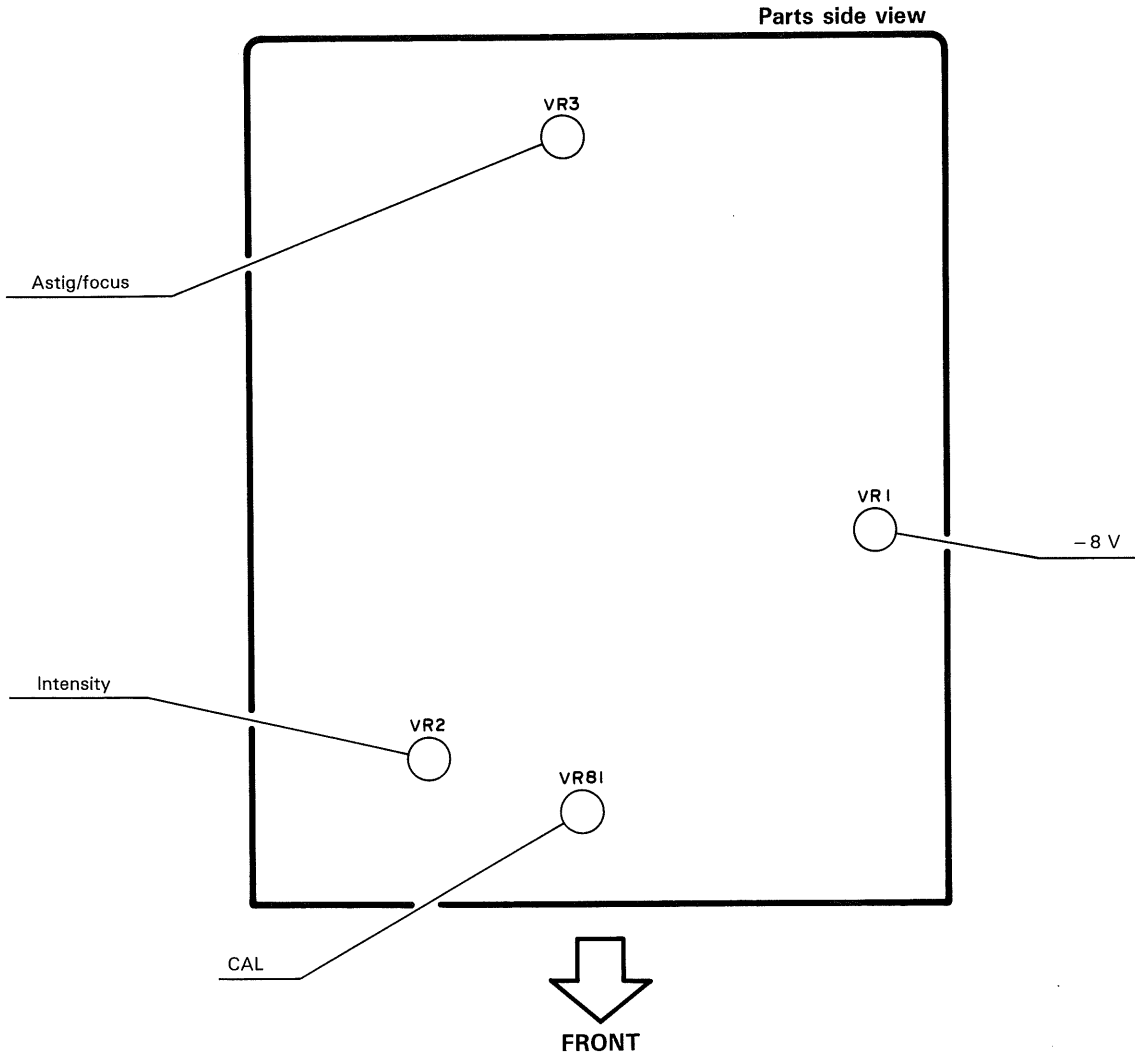 Parts side view
VR3
Astig/focus
VR1
−8 V
Intensity
VR2
VR81
CAL
FRONT